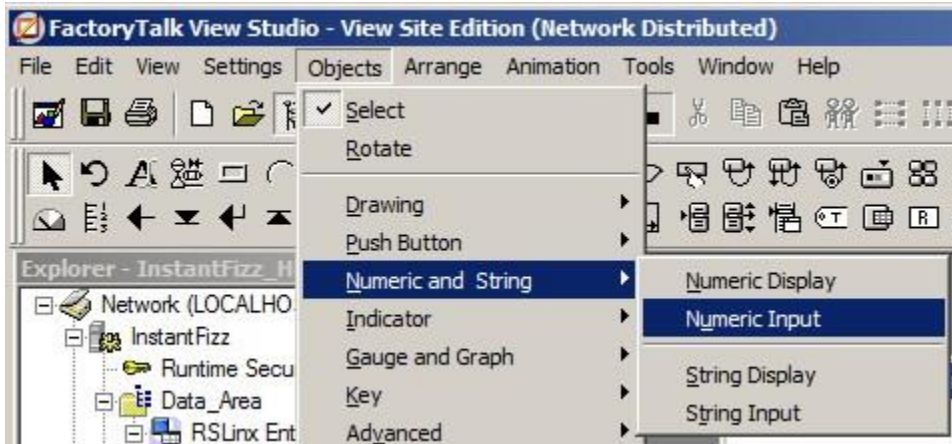 FactoryTalk View Studio - View Site Edition (Network Distributed)
File Edit View Settings Objects Arrange Animation Tools Window Help
Select
Rotate
Drawing
Push Button
Numeric and String
Indicator
Gauge and Graph
Key
Advanced
Numeric Display
Numeric Input
String Display
String Input
Explorer - InstantFizz_H
Network (LOCALHO
InstantFizz
Runtime Secu
Data_Area
RSLinx Ent